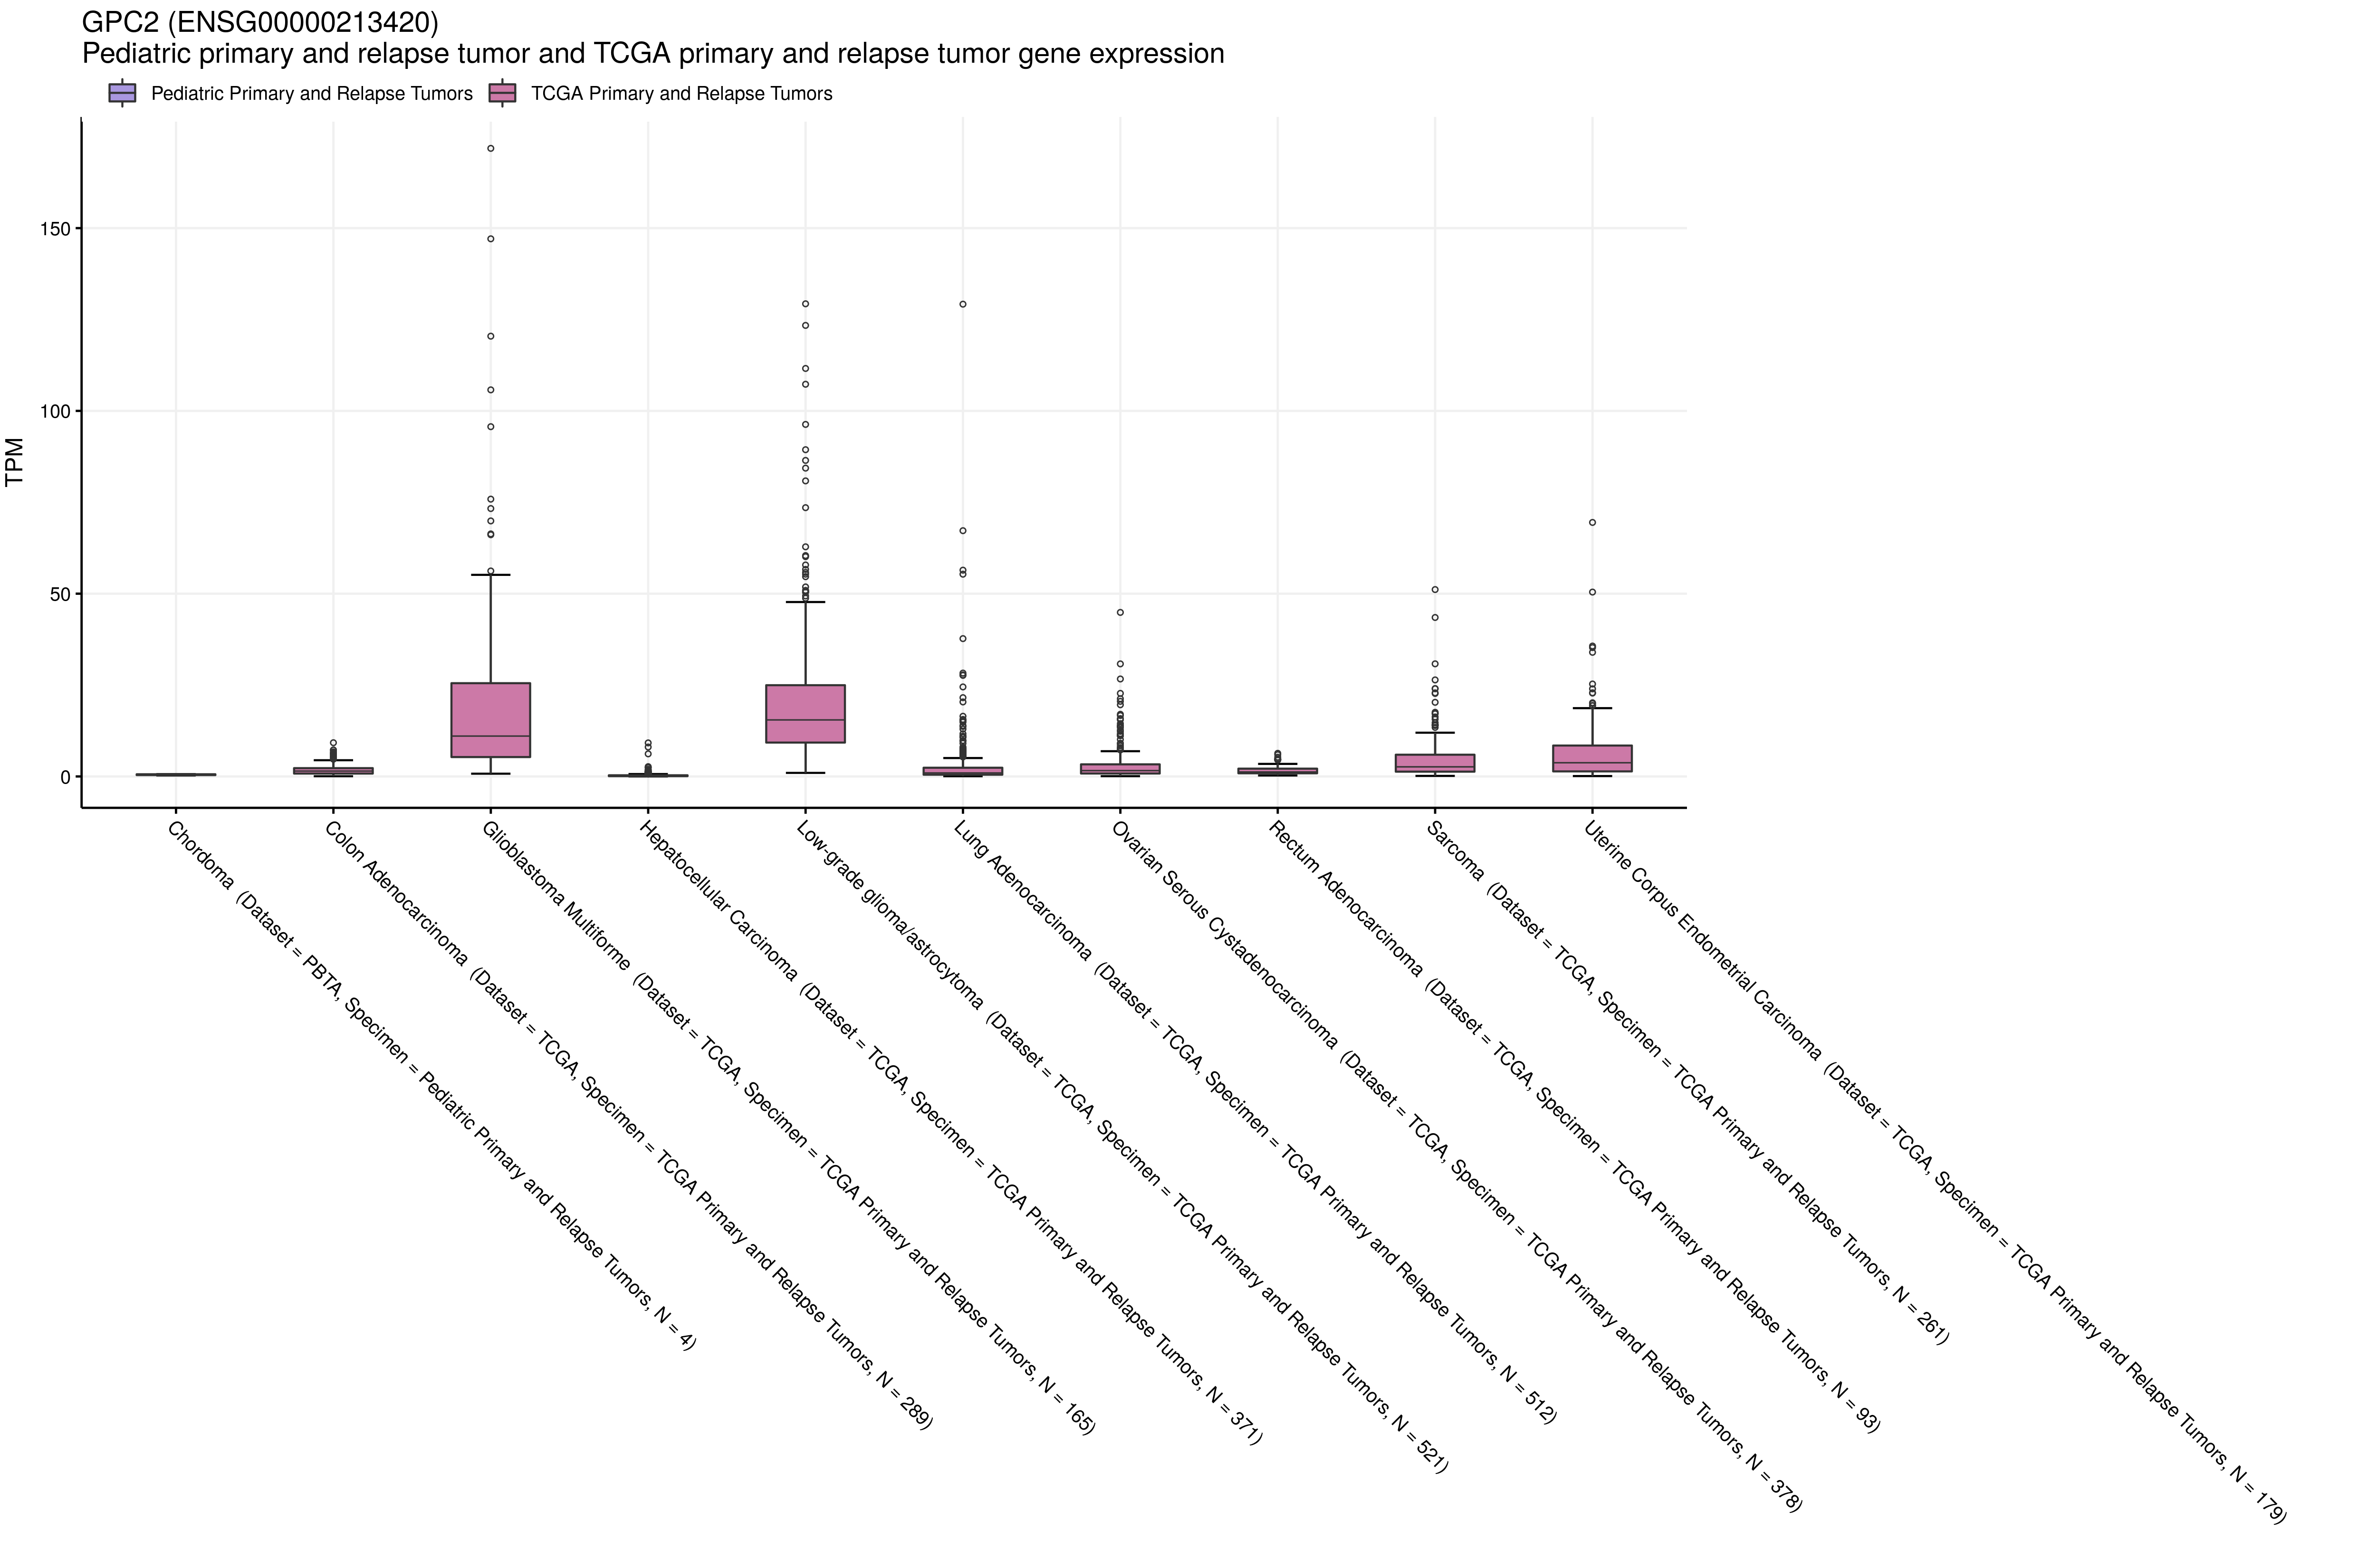 GPC2 (ENSG00000213420)
Pediatric primary and relapse tumor and TCGA primary and relapse tumor gene expression
Pediatric Primary and Relapse Tumors
TCGA Primary and Relapse Tumors
TPM
150
100
50
0
Chordoma (Dataset = PBTA, Specimen = Pediatric Primary and Relapse Tumors, N = 4)
Colon Adenocarcinoma (Dataset = TCGA, Specimen = TCGA Primary and Relapse Tumors, N = 289)
Glioblastoma Multiforme (Dataset = TCGA, Specimen = TCGA Primary and Relapse Tumors, N = 165)
Hepatocellular Carcinoma (Dataset = TCGA, Specimen = TCGA Primary and Relapse Tumors, N = 371)
Low-grade glioma/astrocytoma (Dataset = TCGA, Specimen = TCGA Primary and Relapse Tumors, N = 521)
Lung Adenocarcinoma (Dataset = TCGA, Specimen = TCGA Primary and Relapse Tumors, N = 512)
Ovarian Serous Cystadenocarcinoma (Dataset = TCGA, Specimen = TCGA Primary and Relapse Tumors, N = 378)
Rectum Adenocarcinoma (Dataset = TCGA, Specimen = TCGA Primary and Relapse Tumors, N = 93)
Sarcoma (Dataset = TCGA, Specimen = TCGA Primary and Relapse Tumors, N = 261)
Uterine Corpus Endometrial Carcinoma (Dataset = TCGA, Specimen = TCGA Primary and Relapse Tumors, N = 179)